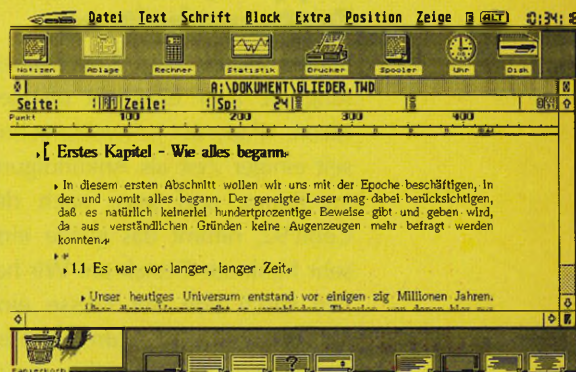 Datei Text Schrift Block Extra Position Zeige
Notizen Ablage Rechner Statistik Drucker Spooler Uhr Disk
A:\DOKUMENT\GLIEDER.TWD
Seite: Zeile: Sp: 24
Punkt 100 200 300 400
Erstes Kapitel - Wie alles begann
In diesem ersten Abschnitt wollen wir uns mit der Epoche beschäftigen, in
der und womit alles begann. Der geneigte Leser mag dabei berücksichtigen,
daß es natürlich keinerlei hundertprozentige Beweise gibt und geben wird,
da aus verständlichen Gründen keine Augenzeugen mehr befragt werden
konnten.
1.1 Es war vor langer, langer Zeit
Unser heutiges Universum entstand vor einigen zig Millionen Jahren.
Papierkorb